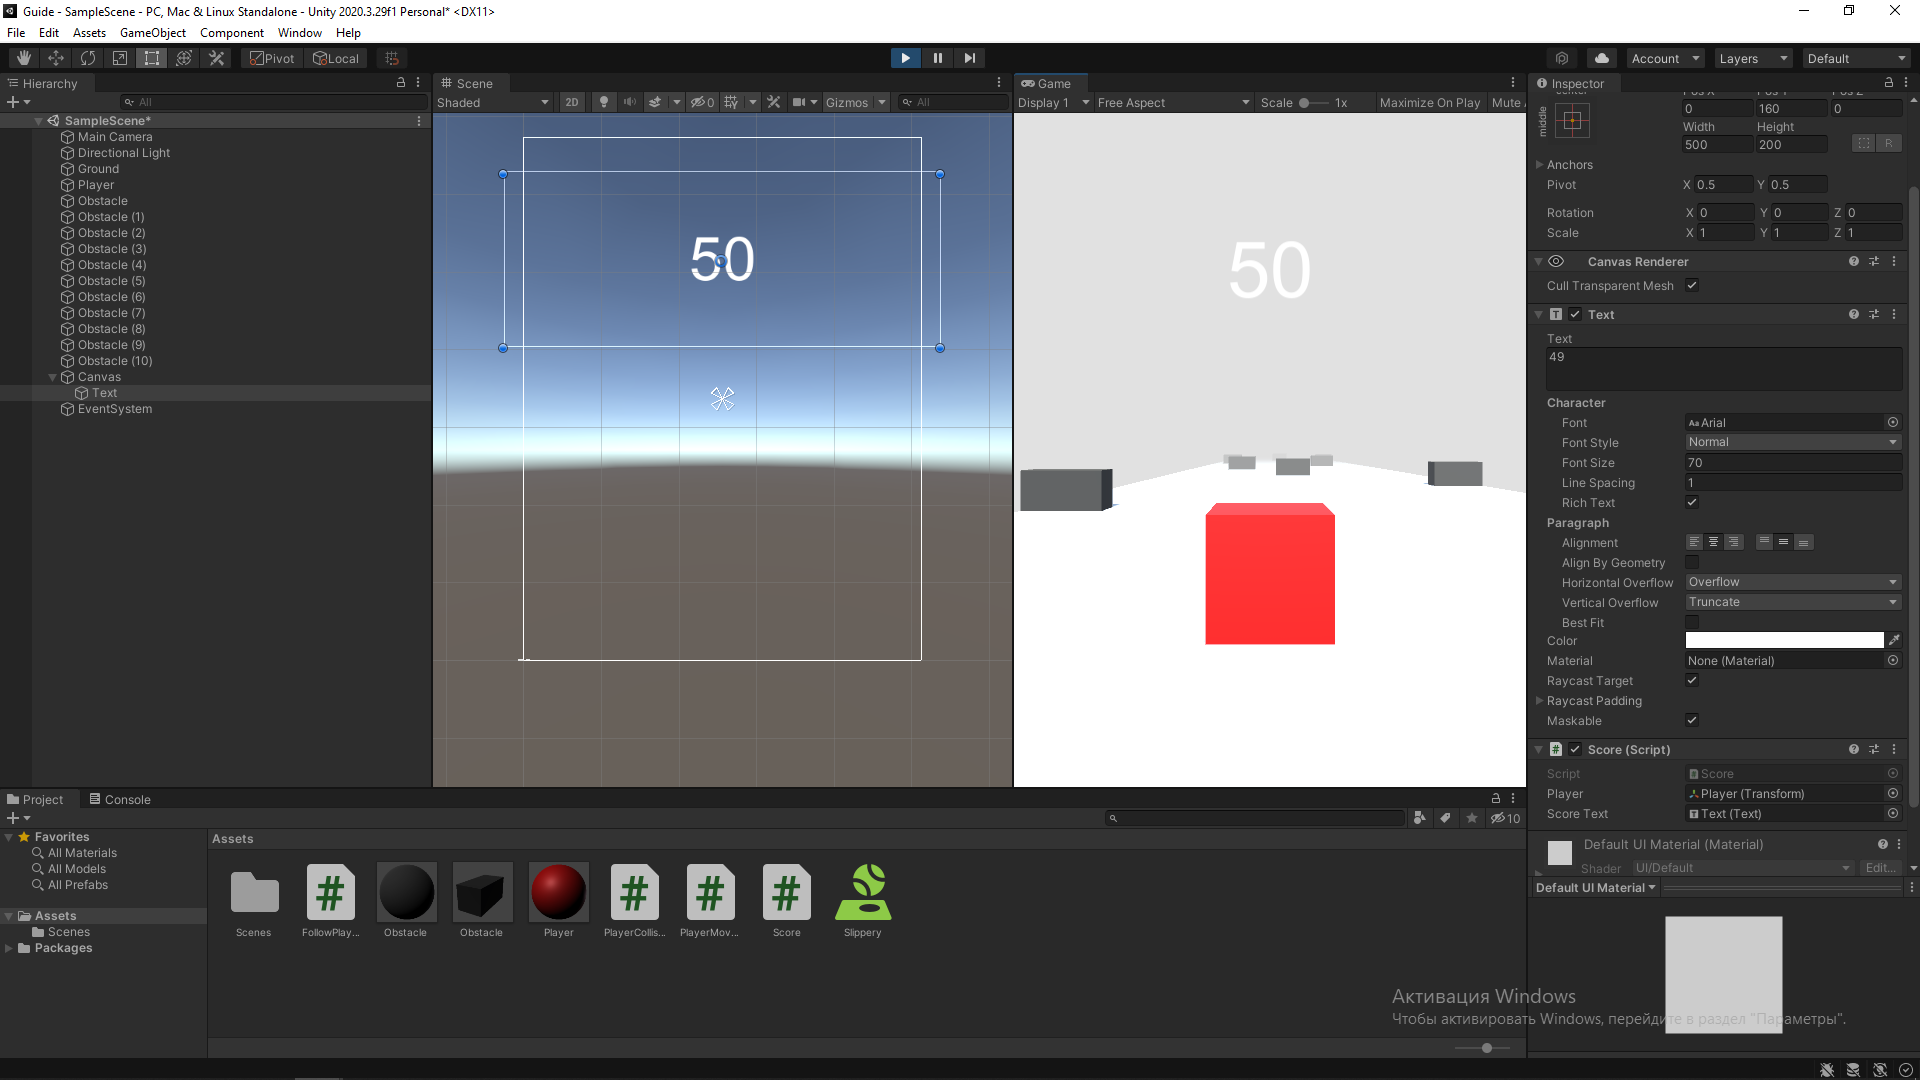 Guide - SampleScene - PC, Mac & Linux Standalone - Unity 2020.3.29f1 Personal* <DX11>
File Edit Assets GameObject Component Window Help
Pivot Local Account Layers Default
Hierarchy
All
SampleScene*
Main Camera
Directional Light
Ground
Player
Obstacle
Obstacle (1)
Obstacle (2)
Obstacle (3)
Obstacle (4)
Obstacle (5)
Obstacle (6)
Obstacle (7)
Obstacle (8)
Obstacle (9)
Obstacle (10)
Canvas
Text
EventSystem
Scene
Shaded 2D 0 Gizmos All
50
Game
Display 1 Free Aspect Scale 1x Maximize On Play Mute
50
Inspector
middle
0 160 0
Width Height
500 200 R
Anchors
Pivot X 0.5 Y 0.5
Rotation X 0 Y 0 Z 0
Scale X 1 Y 1 Z 1
Canvas Renderer
Cull Transparent Mesh
Text
Text
49
Character
Font Aa Arial
Font Style Normal
Font Size 70
Line Spacing 1
Rich Text
Paragraph
Alignment
Align By Geometry
Horizontal Overflow Overflow
Vertical Overflow Truncate
Best Fit
Color
Material None (Material)
Raycast Target
Raycast Padding
Maskable
Score (Script)
Script Score
Player Player (Transform)
Score Text Text (Text)
Default UI Material (Material)
Shader UI/Default Edit...
Default UI Material
Project Console
10
Favorites
All Materials
All Models
All Prefabs
Assets
Scenes
Packages
Assets
Scenes FollowPlay... Obstacle Obstacle Player PlayerCollis... PlayerMov... Score Slippery
Активация Windows
Чтобы активировать Windows, перейдите в раздел "Параметры".